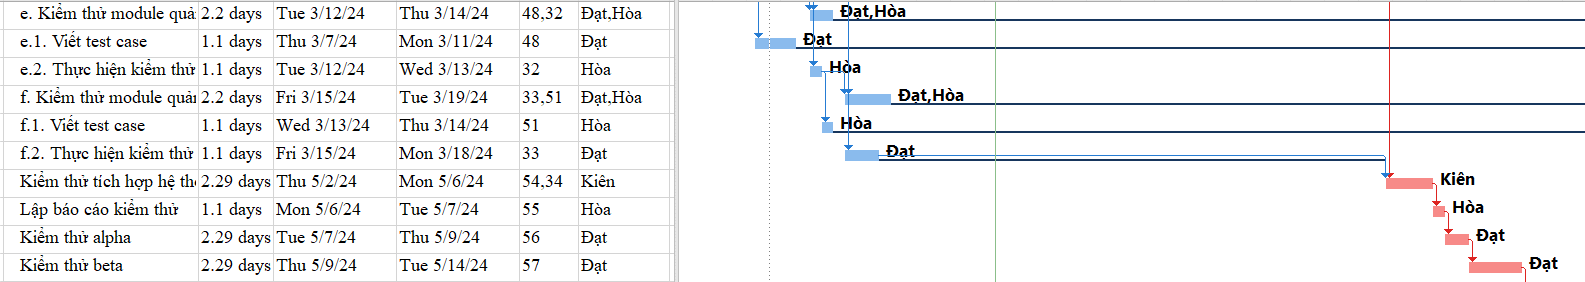 e. Kiểm thử module quản 2.2 days Tue 3/12/24 Thu 3/14/24 48,32 Đạt,Hòa Đạt,Hòa
e.1. Viết test case 1.1 days Thu 3/7/24 Mon 3/11/24 48 Đạt Đạt
e.2. Thực hiện kiểm thử 1.1 days Tue 3/12/24 Wed 3/13/24 32 Hòa Hòa
f. Kiểm thử module quản 2.2 days Fri 3/15/24 Tue 3/19/24 33,51 Đạt,Hòa Đạt,Hòa
f.1. Viết test case 1.1 days Wed 3/13/24 Thu 3/14/24 51 Hòa Hòa
f.2. Thực hiện kiểm thử 1.1 days Fri 3/15/24 Mon 3/18/24 33 Đạt Đạt
Kiểm thử tích hợp hệ th 2.29 days Thu 5/2/24 Mon 5/6/24 54,34 Kiên Kiên
Lập báo cáo kiểm thử 1.1 days Mon 5/6/24 Tue 5/7/24 55 Hòa Hòa
Kiểm thử alpha 2.29 days Tue 5/7/24 Thu 5/9/24 56 Đạt Đạt
Kiểm thử beta 2.29 days Thu 5/9/24 Tue 5/14/24 57 Đạt Đạt